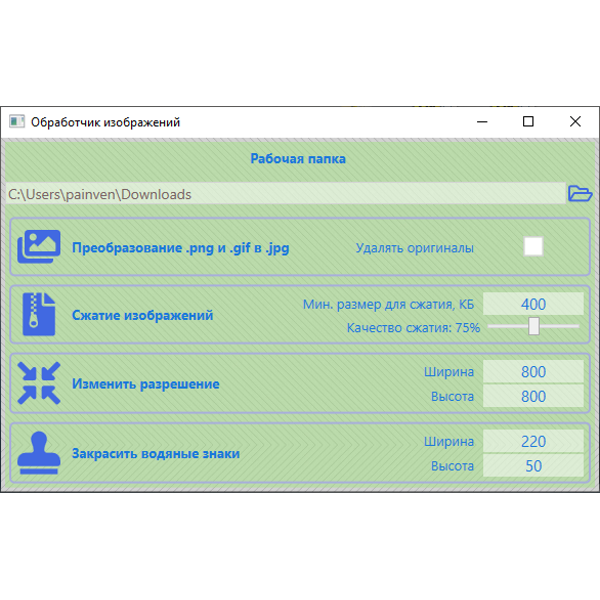 Обработчик изображений
Рабочая папка
C:\Users\painven\Downloads
Преобразование .png и .gif в .jpg
Удалять оригиналы
Сжатие изображений
Мин. размер для сжатия, КБ
400
Качество сжатия: 75%
Изменить разрешение
Ширина
800
Высота
800
Закрасить водяные знаки
Ширина
220
Высота
50